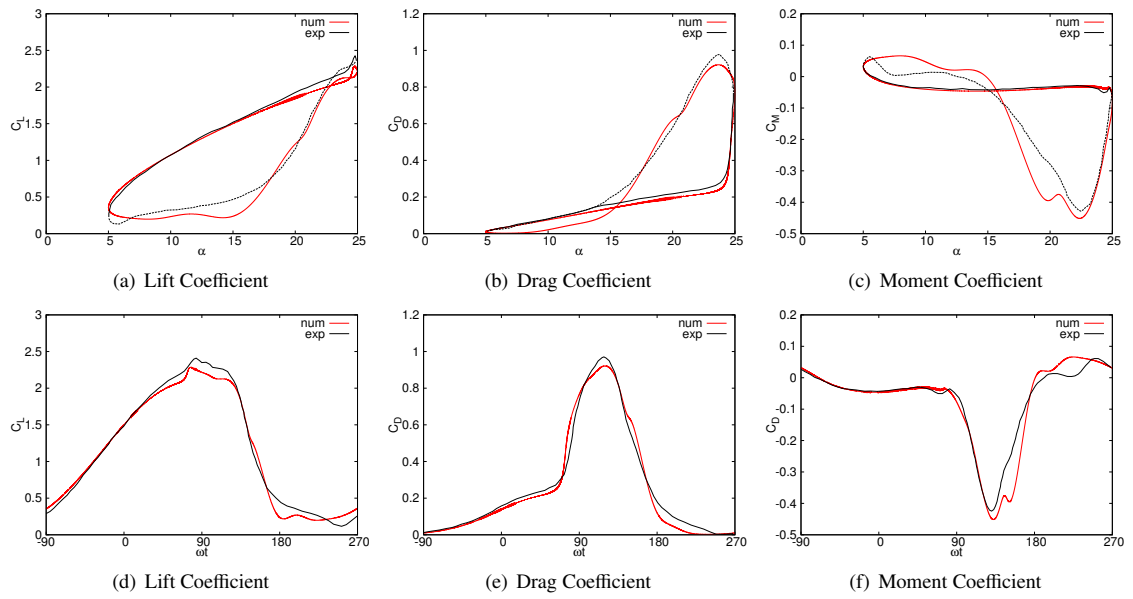 3
2.5
2
1.5
1
0.5
0
C_L
0 5 10 15 20 25
α
num
exp
(a) Lift Coefficient
1.2
1
0.8
0.6
0.4
0.2
0
C_D
0 5 10 15 20 25
α
num
exp
(b) Drag Coefficient
0.2
0.1
0
-0.1
-0.2
-0.3
-0.4
-0.5
C_M
0 5 10 15 20 25
α
num
exp
(c) Moment Coefficient
3
2.5
2
1.5
1
0.5
0
C_L
-90 0 90 180 270
ωt
num
exp
(d) Lift Coefficient
1.2
1
0.8
0.6
0.4
0.2
0
C_D
-90 0 90 180 270
ωt
num
exp
(e) Drag Coefficient
0.2
0.1
0
-0.1
-0.2
-0.3
-0.4
-0.5
C_D
-90 0 90 180 270
ωt
num
exp
(f) Moment Coefficient